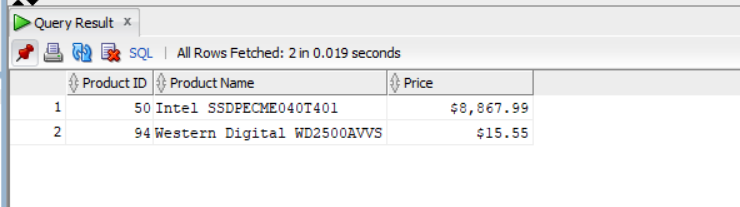 Query Result x
SQL | All Rows Fetched: 2 in 0.019 seconds
Product ID Product Name Price
1 50 Intel SSDPECME040T401 $8,867.99
2 94 Western Digital WD2500AVVS $15.55